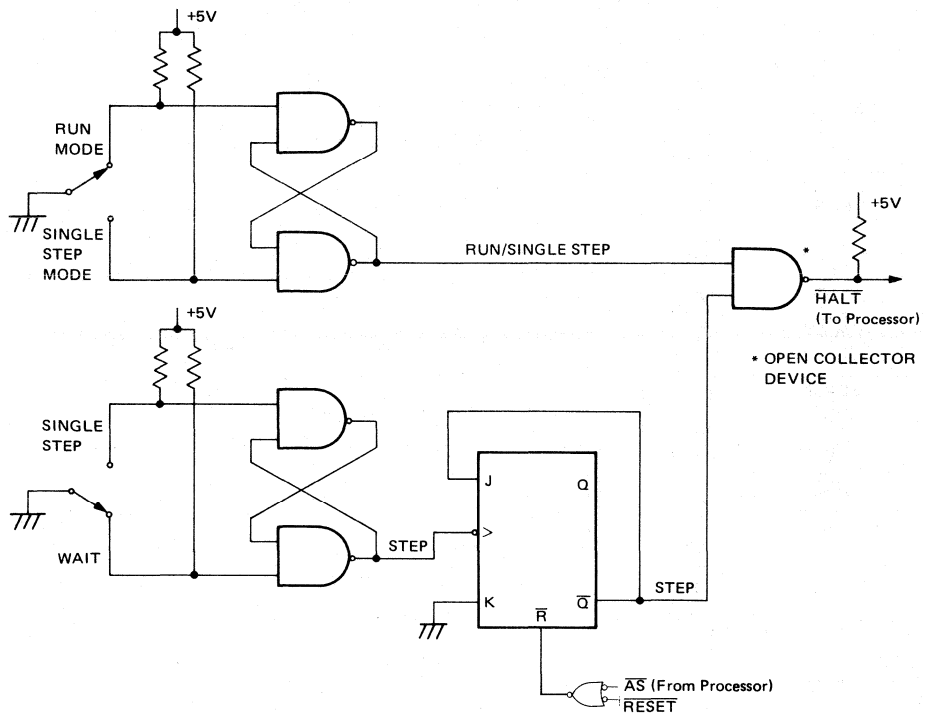 +5V
RUN
MODE
SINGLE
STEP
MODE
RUN/SINGLE STEP
+5V
*
HALT
(To Processor)
* OPEN COLLECTOR
DEVICE
+5V
SINGLE
STEP
WAIT
STEP
J
Q
>
K
Q
R
STEP
AS (From Processor)
RESET